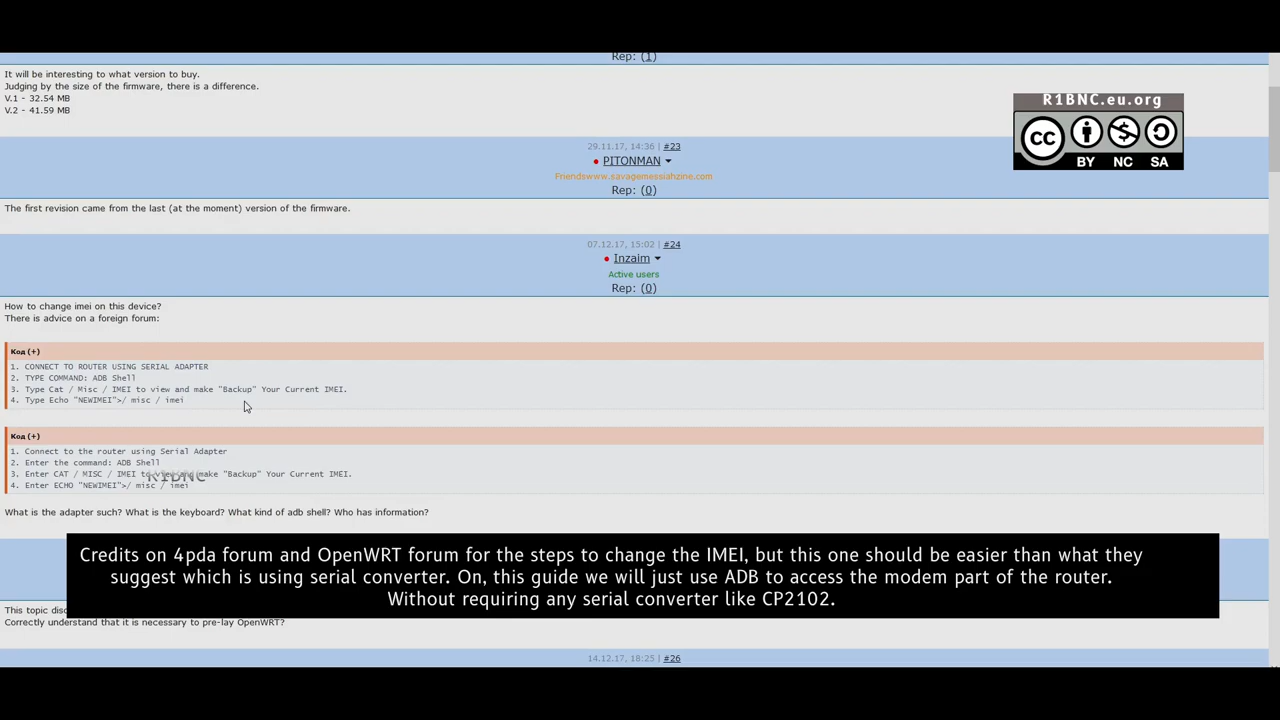 Rep: (1)
It will be interesting to what version to buy.
Judging by the size of the firmware, there is a difference.
V.1 - 32.54 MB
V.2 - 41.59 MB
R1BNC.eu.org
CC
BY NC SA
29.11.17, 14:36 | #23
PITONMAN
Friendswww.savagemessiahzine.com
Rep: (0)
The first revision came from the last (at the moment) version of the firmware.
07.12.17, 15:02 | #24
Inzaim
Active users
Rep: (0)
How to change imei on this device?
There is advice on a foreign forum:
Код (+)
1. CONNECT TO ROUTER USING SERIAL ADAPTER
2. TYPE COMMAND: ADB Shell
3. Type Cat / Misc / IMEI to view and make "Backup" Your Current IMEI.
4. Type Echo "NEWIMEI">/ misc / imei
Код (+)
1. Connect to the router using Serial Adapter
2. Enter the command: ADB Shell
3. Enter CAT / MISC / IMEI to view and make "Backup" Your Current IMEI.
4. Enter ECHO "NEWIMEI">/ misc / imei
R1BNC
What is the adapter such? What is the keyboard? What kind of adb shell? Who has information?
Credits on 4pda forum and OpenWRT forum for the steps to change the IMEI, but this one should be easier than what they
suggest which is using serial converter. On, this guide we will just use ADB to access the modem part of the router.
Without requiring any serial converter like CP2102.
This topic disc
Correctly understand that it is necessary to pre-lay OpenWRT?
14.12.17, 18:25 | #26